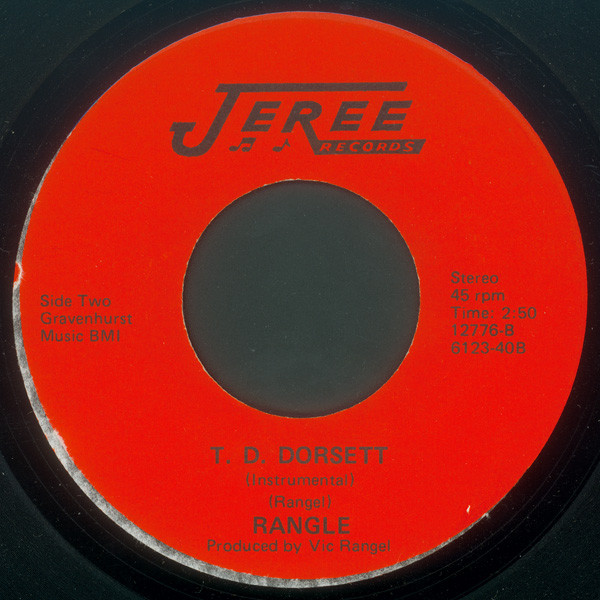 JEREE
RECORDS
Side Two
Gravenhurst
Music BMI
Stereo
45 rpm
Time: 2:50
12776-B
6123-40B
T. D. DORSETT
(Instrumental)
(Rangel)
RANGLE
Produced by Vic Rangel